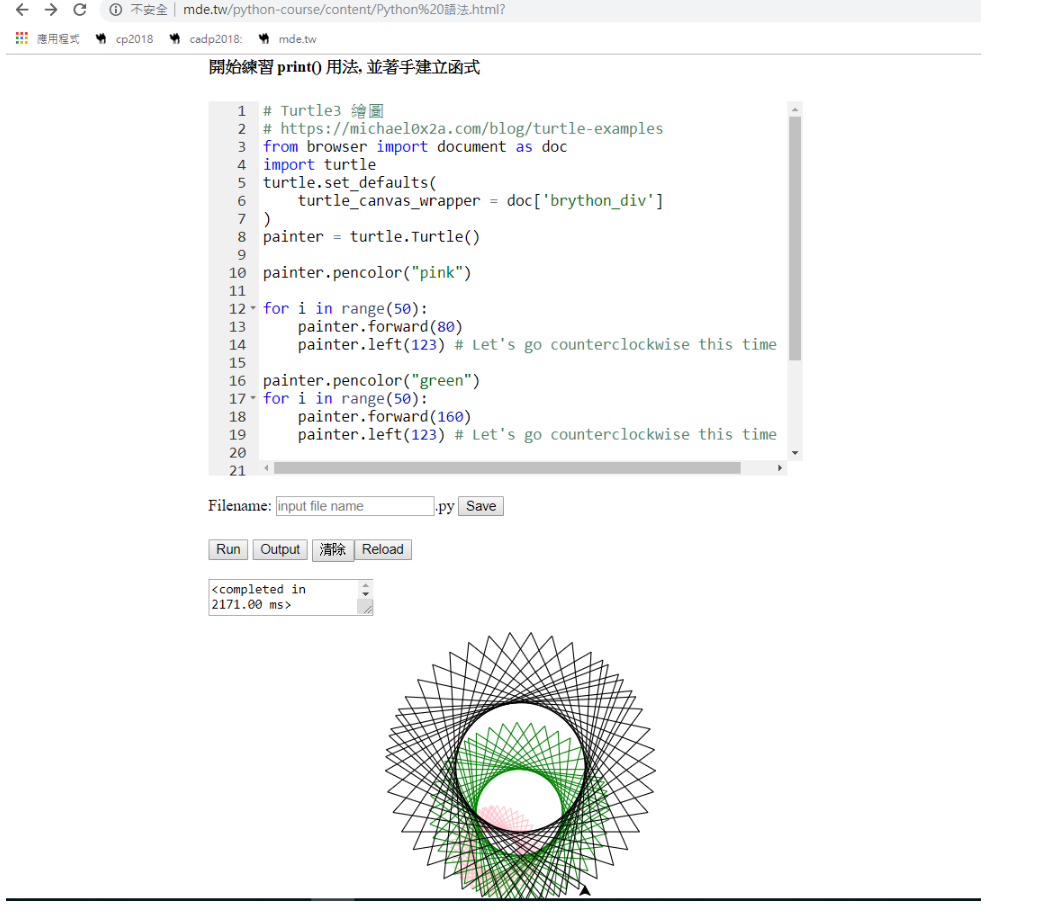 不安全 | mde.tw/python-course/content/Python%20語法.html?
應用程式 cp2018 cadp2018: mde.tw
開始練習 print() 用法, 並著手建立函式
1 # Turtle3 繪圖
2 # https://michael0x2a.com/blog/turtle-examples
3 from browser import document as doc
4 import turtle
5 turtle.set_defaults(
6 turtle_canvas_wrapper = doc['brython_div']
7 )
8 painter = turtle.Turtle()
9
10 painter.pencolor("pink")
11
12 for i in range(50):
13 painter.forward(80)
14 painter.left(123) # Let's go counterclockwise this time
15
16 painter.pencolor("green")
17 for i in range(50):
18 painter.forward(160)
19 painter.left(123) # Let's go counterclockwise this time
20
21
Filename: input file name .py Save
Run Output 清除 Reload
<completed in
2171.00 ms>